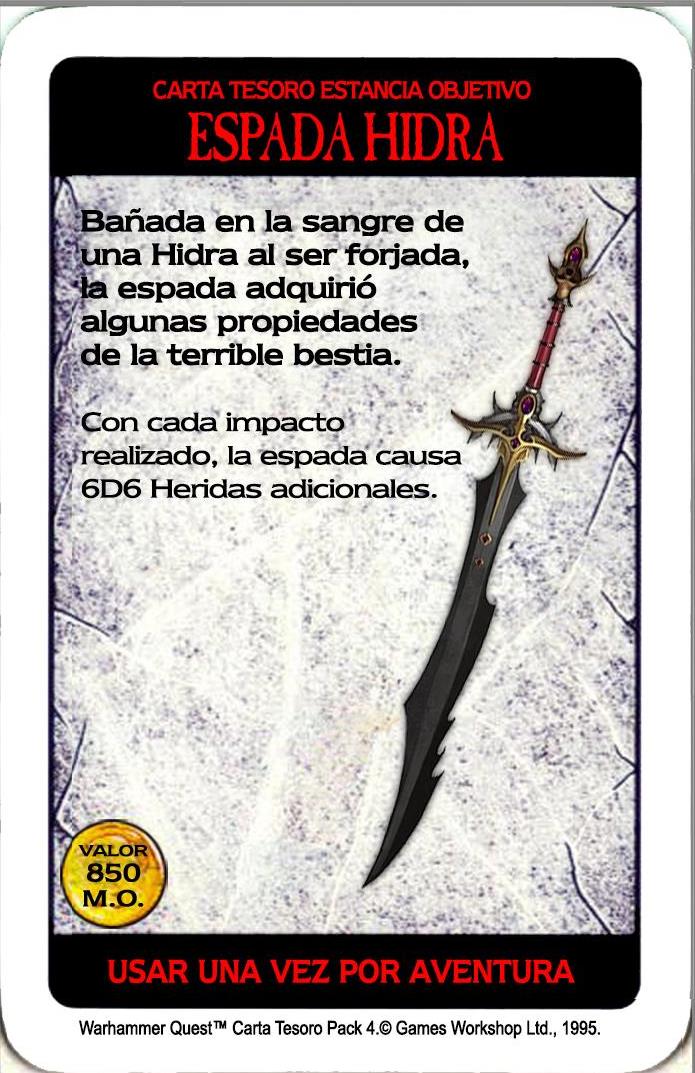 CARTA TESORO ESTANCIA OBJETIVO
ESPADA HIDRA
Bañada en la sangre de
una Hidra al ser forjada,
la espada adquirió
algunas propiedades
de la terrible bestia.
Con cada impacto
realizado, la espada causa
6D6 Heridas adicionales.
VALOR
850
M.O.
USAR UNA VEZ POR AVENTURA
Warhammer Quest™ Carta Tesoro Pack 4.© Games Workshop Ltd., 1995.